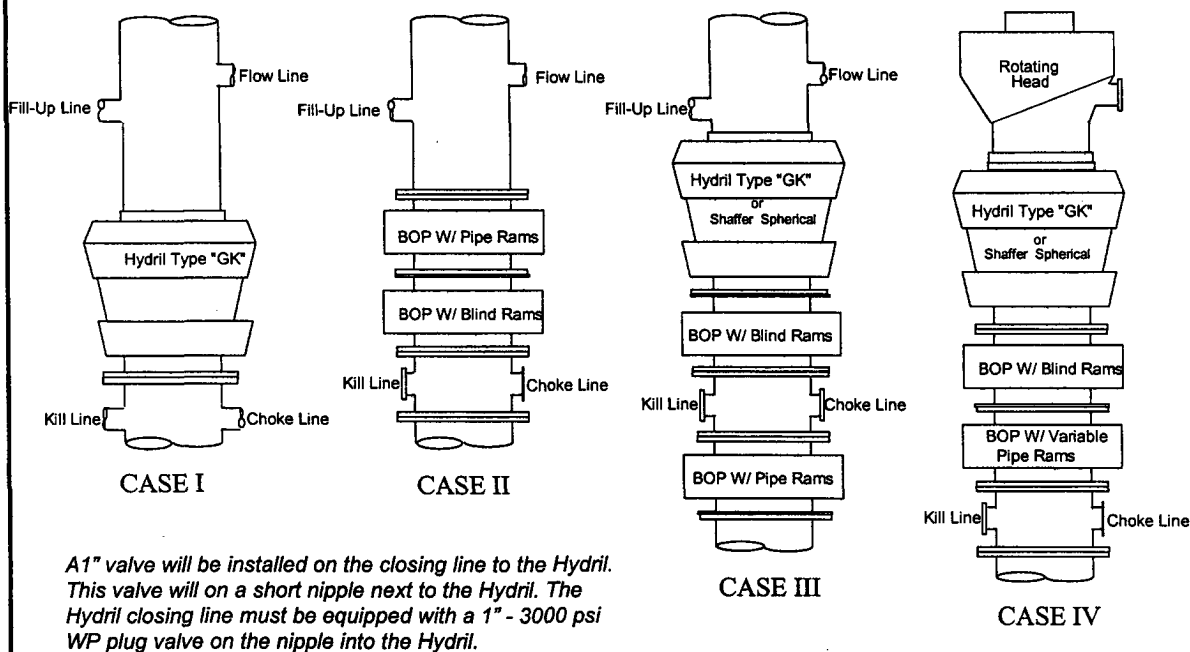 Flow Line
Fill-Up Line
Hydril Type "GK"
Kill Line
Choke Line
CASE I
Flow Line
Fill-Up Line
BOP W/ Pipe Rams
BOP W/ Blind Rams
Kill Line
Choke Line
CASE II
Flow Line
Fill-Up Line
Hydril Type "GK"
or
Shaffer Spherical
BOP W/ Blind Rams
Kill Line
Choke Line
BOP W/ Pipe Rams
CASE III
Rotating
Head
Hydril Type "GK"
or
Shaffer Spherical
BOP W/ Blind Rams
BOP W/ Variable
Pipe Rams
Kill Line
Choke Line
CASE IV
A1" valve will be installed on the closing line to the Hydril.
This valve will on a short nipple next to the Hydril. The
Hydril closing line must be equipped with a 1" - 3000 psi
WP plug valve on the nipple into the Hydril.